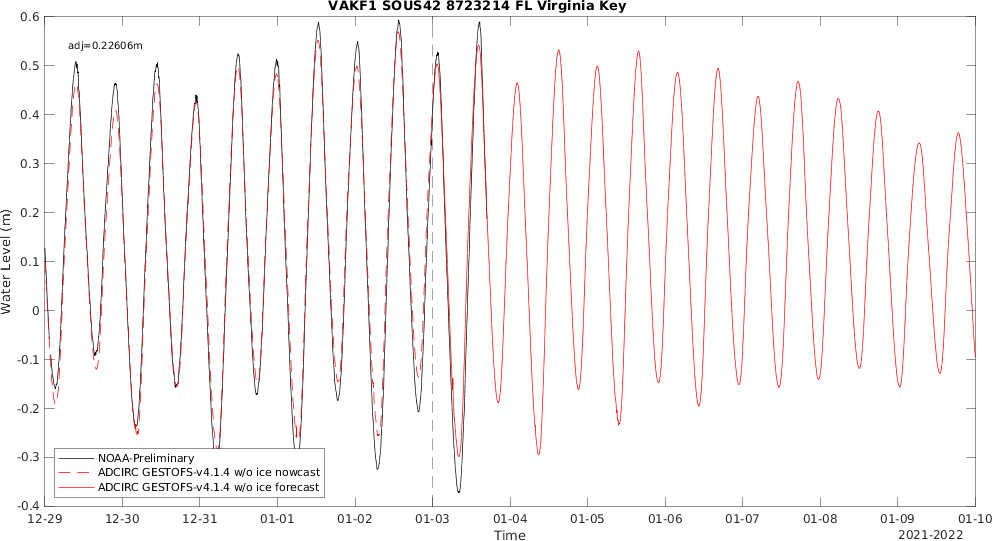 VAKF1 SOUS42 8723214 FL Virginia Key
adj=0.22606m
0.6
0.5
0.4
0.3
0.2
0.1
0
-0.1
-0.2
-0.3
-0.4
Water Level (m)
NOAA-Preliminary
ADCIRC GESTOFS-v4.1.4 w/o ice nowcast
ADCIRC GESTOFS-v4.1.4 w/o ice forecast
12-29 12-30 12-31 01-01 01-02 01-03 01-04 01-05 01-06 01-07 01-08 01-09 01-10
Time
2021-2022